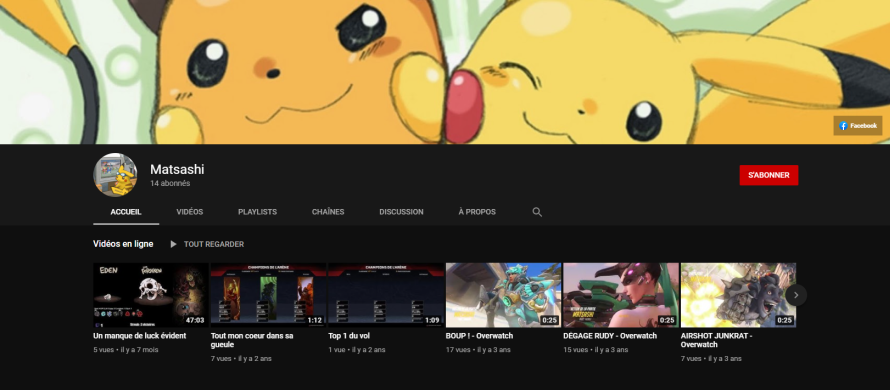 Facebook
Matsashi
14 abonnés
S'ABONNER
ACCUEIL
VIDÉOS
PLAYLISTS
CHAÎNES
DISCUSSION
À PROPOS
Vidéos en ligne
TOUT REGARDER
EDEN
47:03
CHAMPIONS DE L'ARÈNE
1:12
CHAMPIONS DE L'ARÈNE
1:09
0:25
MATSASHI
0:25
0:25
Un manque de luck évident
5 vues • il y a 7 mois
Tout mon coeur dans sa
gueule
7 vues • il y a 2 ans
Top 1 du vol
1 vue • il y a 2 ans
BOUP ! - Overwatch
17 vues • il y a 3 ans
DÉGAGE RUDY - Overwatch
15 vues • il y a 3 ans
AIRSHOT JUNKRAT -
Overwatch
7 vues • il y a 3 ans